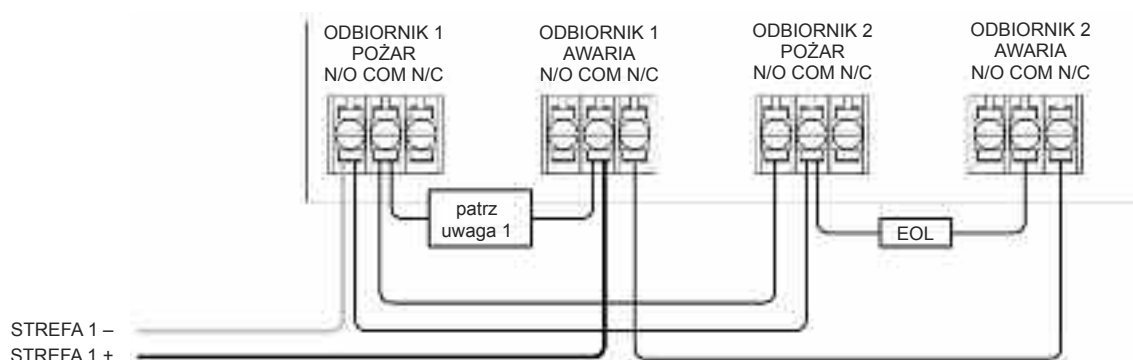 ODBIORNIK 1
POŻAR
N/O COM N/C
ODBIORNIK 1
AWARIA
N/O COM N/C
ODBIORNIK 2
POŻAR
N/O COM N/C
ODBIORNIK 2
AWARIA
N/O COM N/C
patrz
uwaga 1
EOL
STREFA 1 –
STREFA 1 +